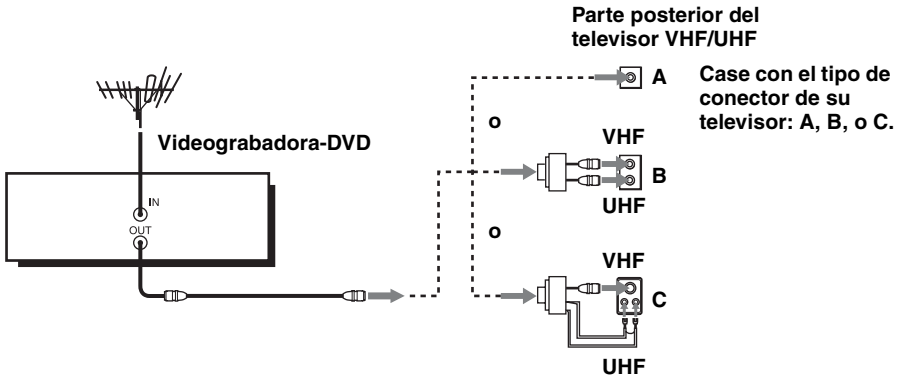 Parte posterior del
televisor VHF/UHF
A
Case con el tipo de
conector de su
televisor: A, B, o C.
o
Videograbadora-DVD
VHF
B
UHF
IN
OUT
o
VHF
C
UHF